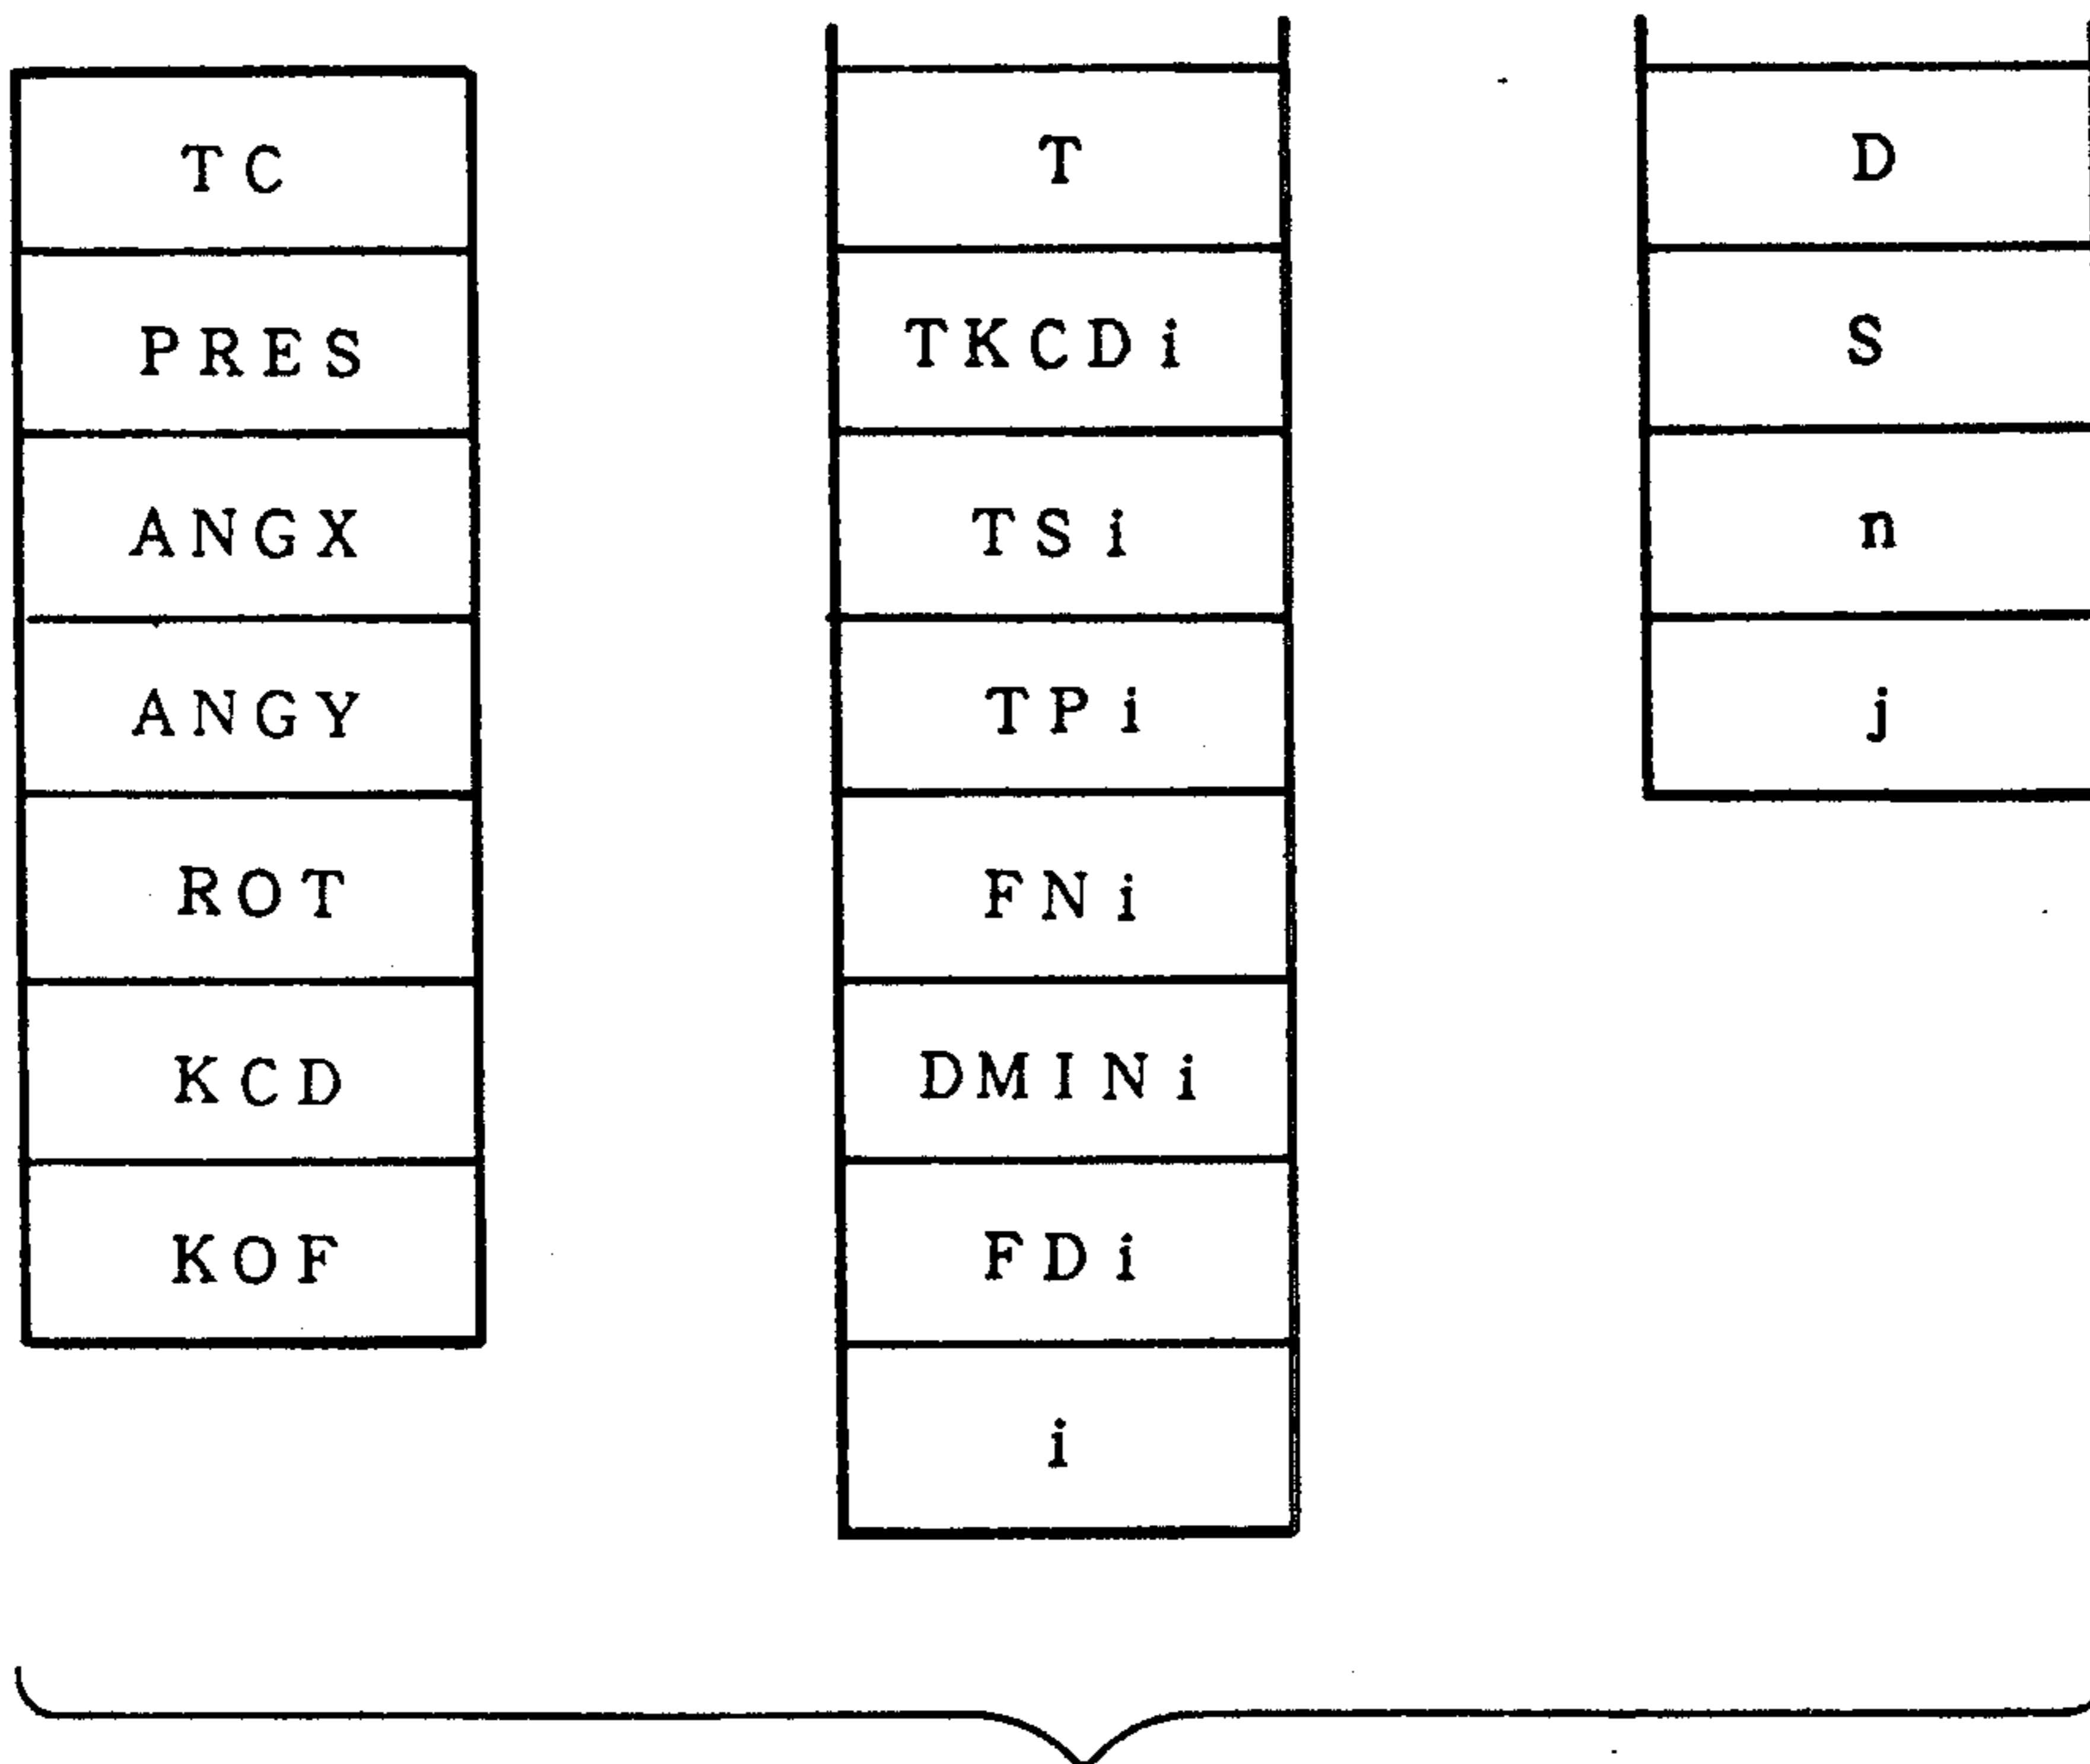 TC
PRES
ANGX
ANGY
ROT
KCD
KOF
T
TKCDi
TSi
TPi
FNi
DMINi
FDi
i
D
S
n
j